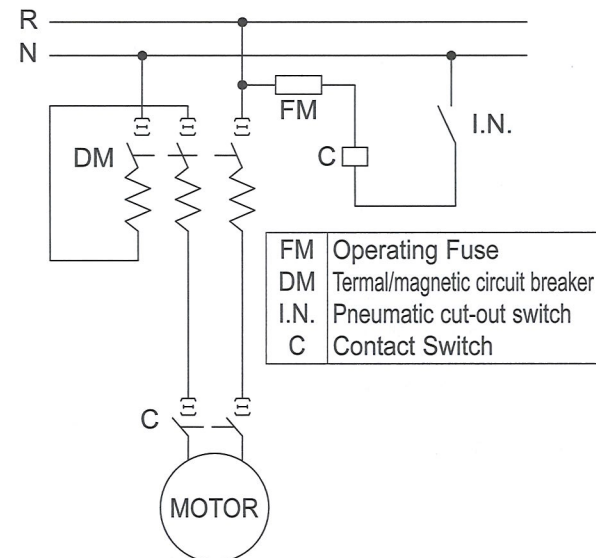 R
N
FM
I.N.
DM
C
FM Operating Fuse
DM Termal/magnetic circuit breaker
I.N. Pneumatic cut-out switch
C Contact Switch
C
MOTOR